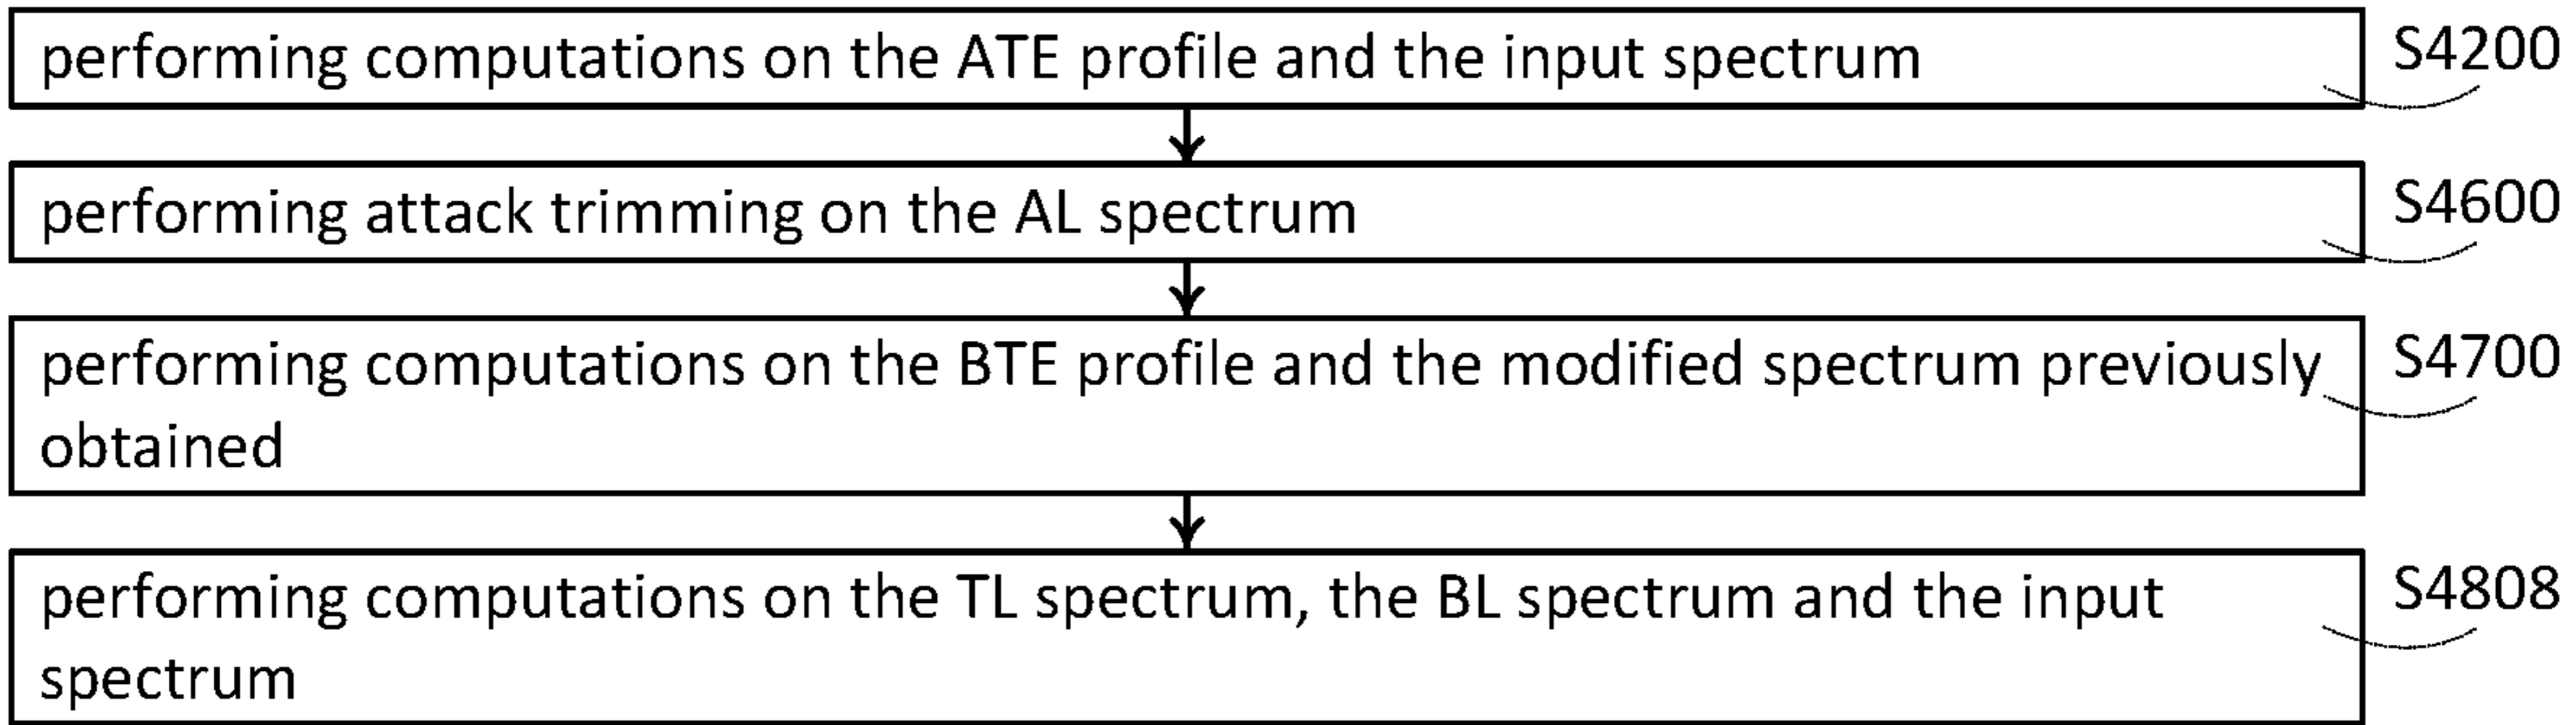 performing computations on the ATE profile and the input spectrum
S4200
performing attack trimming on the AL spectrum
S4600
performing computations on the BTE profile and the modified spectrum previously
obtained
S4700
performing computations on the TL spectrum, the BL spectrum and the input
spectrum
S4808